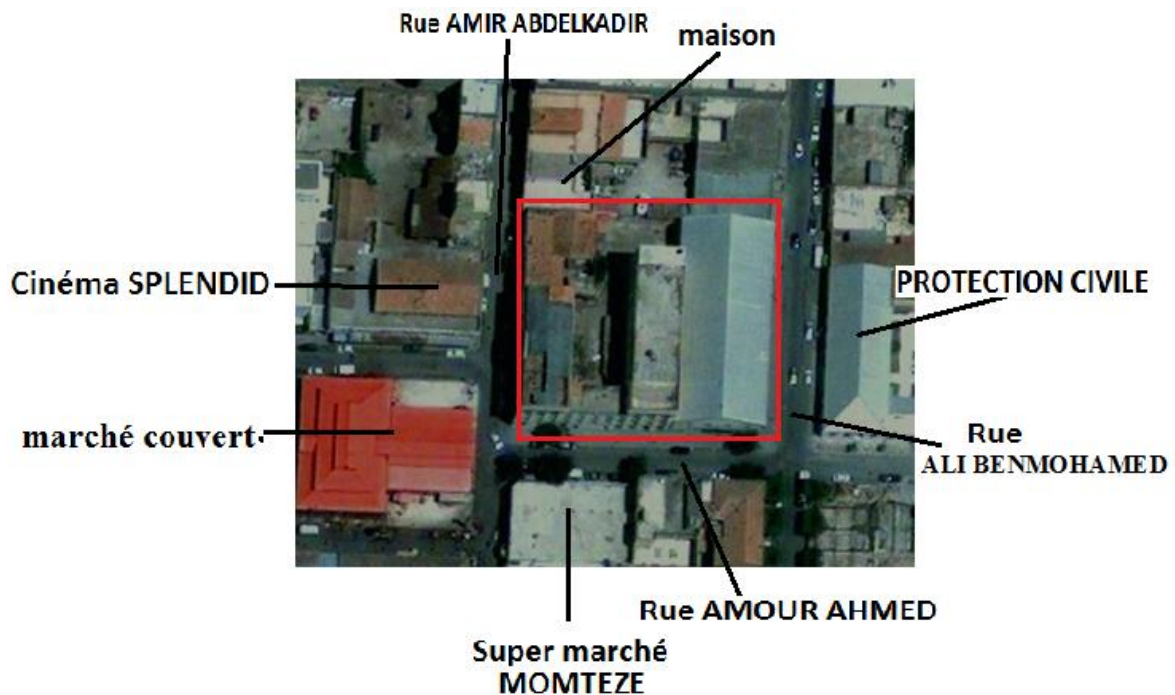 Rue AMIR ABDELKADIR
maison
Cinéma SPLENDID
PROTECTION CIVILE
marché couvert.
Rue
ALI BENMOHAMED
Rue AMOUR AHMED
Super marché
MOMTEZE